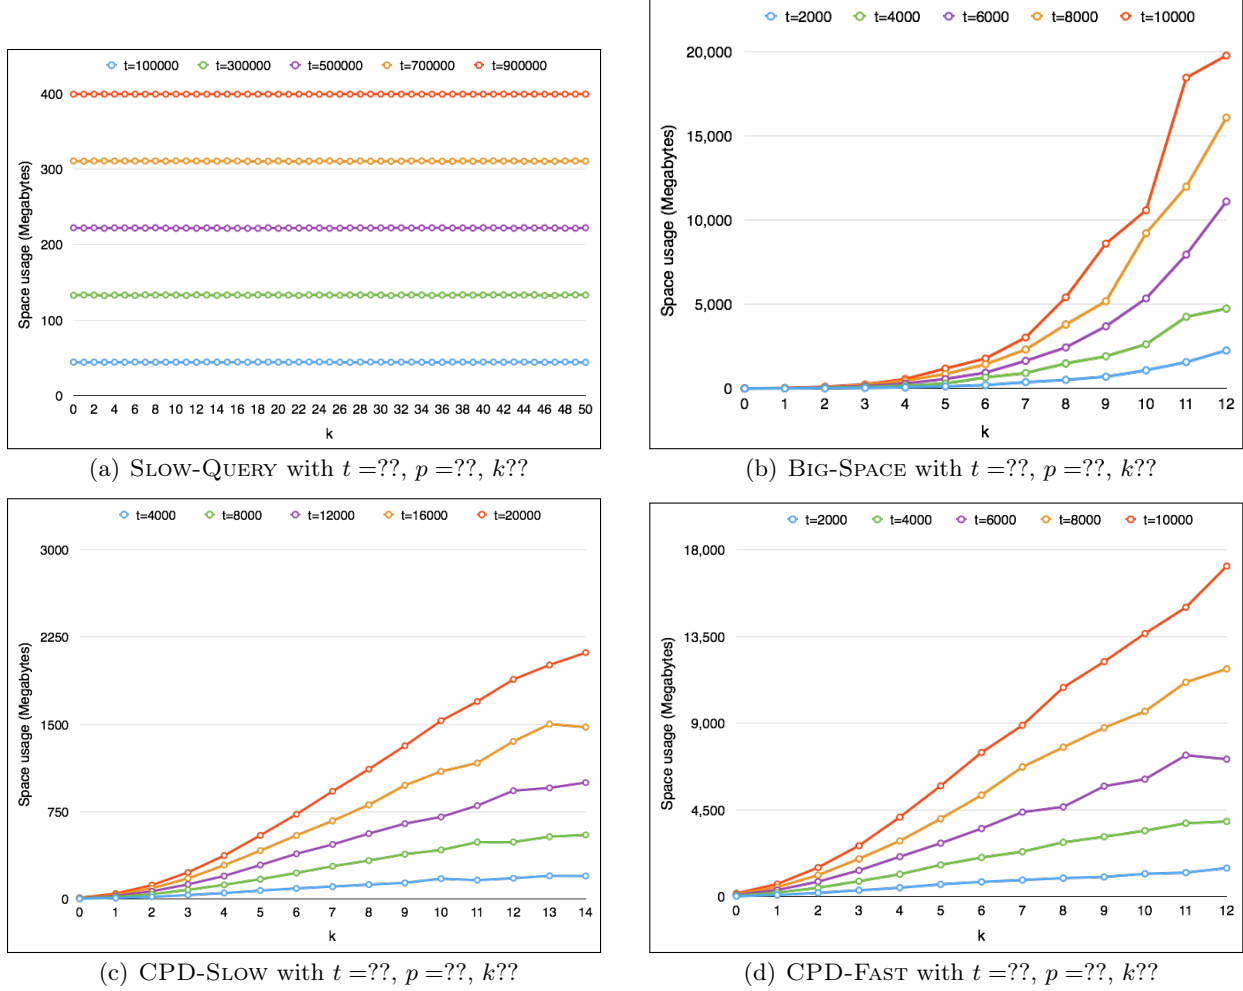 t=100000 t=300000 t=500000 t=700000 t=900000
400
300
200
100
0
Space usage (Megabytes)
0 2 4 6 8 10 12 14 16 18 20 22 24 26 28 30 32 34 36 38 40 42 44 46 48 50
k
(a) SLOW-QUERY with t =??, p =??, k??
t=2000 t=4000 t=6000 t=8000 t=10000
20,000
15,000
10,000
5,000
0
Space usage (Megabytes)
0 1 2 3 4 5 6 7 8 9 10 11 12
k
(b) BIG-SPACE with t =??, p =??, k??
t=4000 t=8000 t=12000 t=16000 t=20000
3000
2250
1500
750
0
Space usage (Megabytes)
0 1 2 3 4 5 6 7 8 9 10 11 12 13 14
k
(c) CPD-SLOW with t =??, p =??, k??
t=2000 t=4000 t=6000 t=8000 t=10000
18,000
13,500
9,000
4,500
0
Space usage (Megabytes)
0 1 2 3 4 5 6 7 8 9 10 11 12
k
(d) CPD-FAST with t =??, p =??, k??